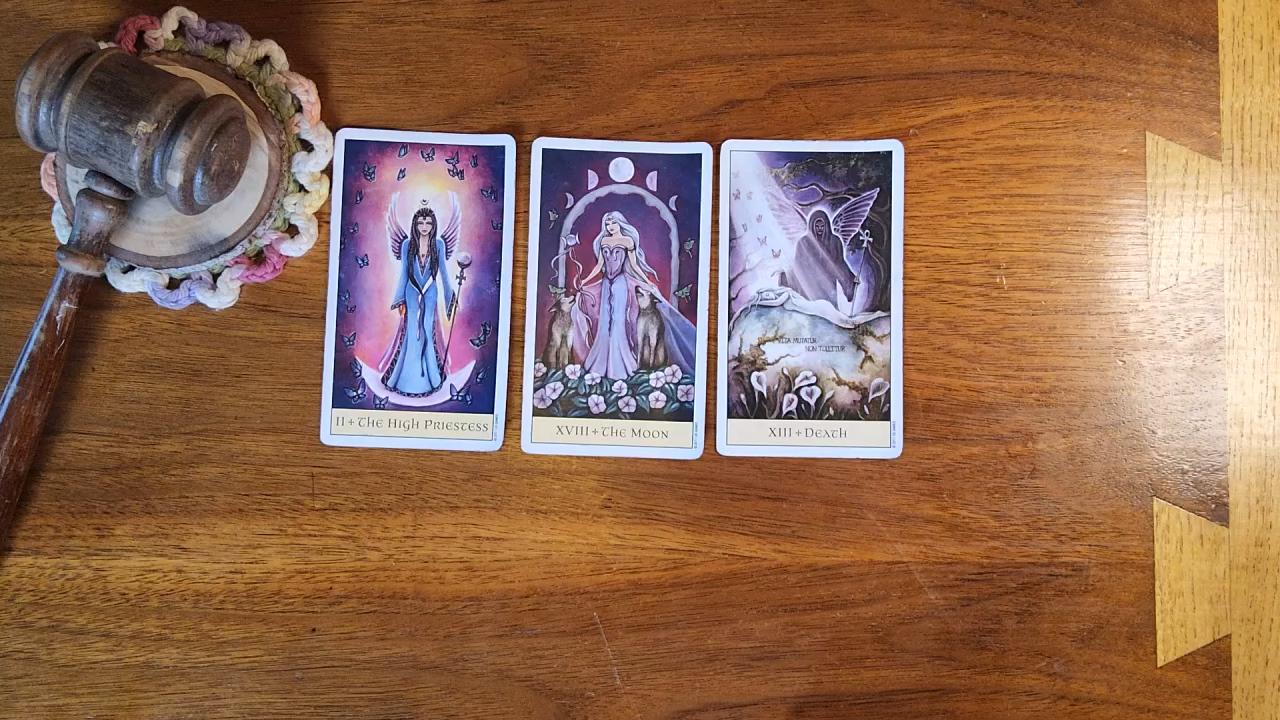 II + The High Priestess
XVIII + The Moon
XIII + Death
VITA MUTATUR
NON TOLLITUR